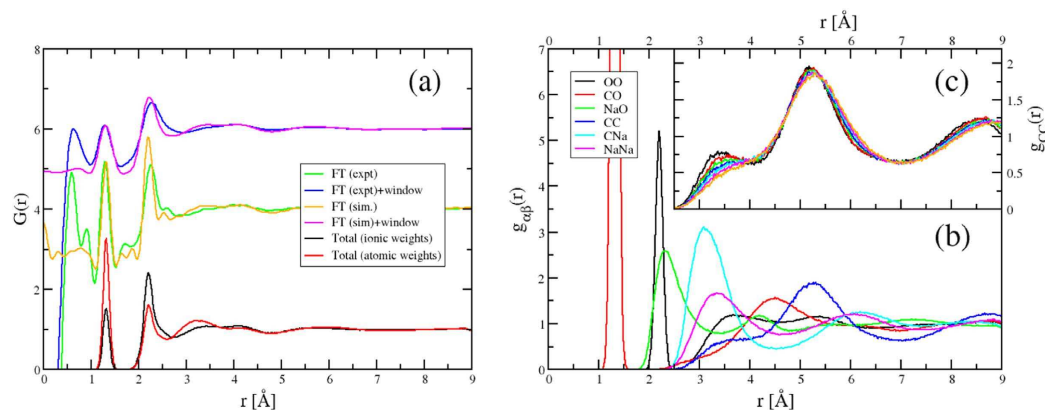 8
6
4
2
0
G(r)
0 1 2 3 4 5 6 7 8 9
r [Å]
(a)
FT (expt)
FT (expt)+window
FT (sim.)
FT (sim)+window
Total (ionic weights)
Total (atomic weights)
r [Å]
0 1 2 3 4 5 6 7 8 9
7
6
5
4
3
2
1
0
gαβ(r)
OO
CO
NaO
CC
CNa
NaNa
(c)
2
1.5
1
0.5
0
gCC(r)
(b)
0 1 2 3 4 5 6 7 8 9
r [Å]